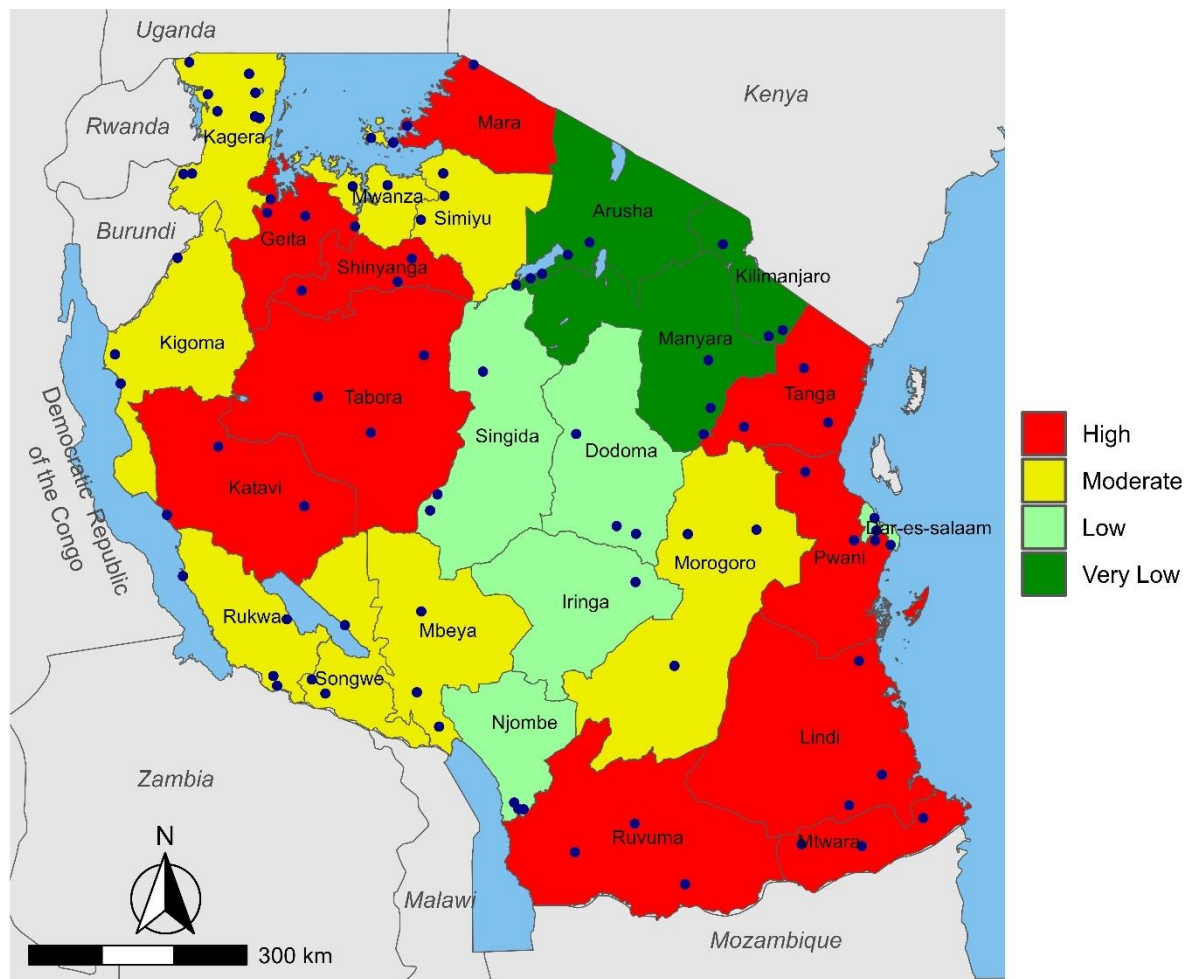 Uganda
Kenya
Rwanda
Mara
Kagera
Mwanza
Arusha
Simiyu
Burundi
Geita
Shinyanga
Kilimanjaro
Kigoma
Manyara
Tabora
Tanga
Democratic Republic
of the Congo
Singida
Dodoma
Katavi
Dar-es-salaam
Morogoro
Pwani
Iringa
Rukwa
Mbeya
Songwe
Njombe
Lindi
Zambia
Ruvuma
Mtwara
N
Malawi
Mozambique
300 km
High
Moderate
Low
Very Low